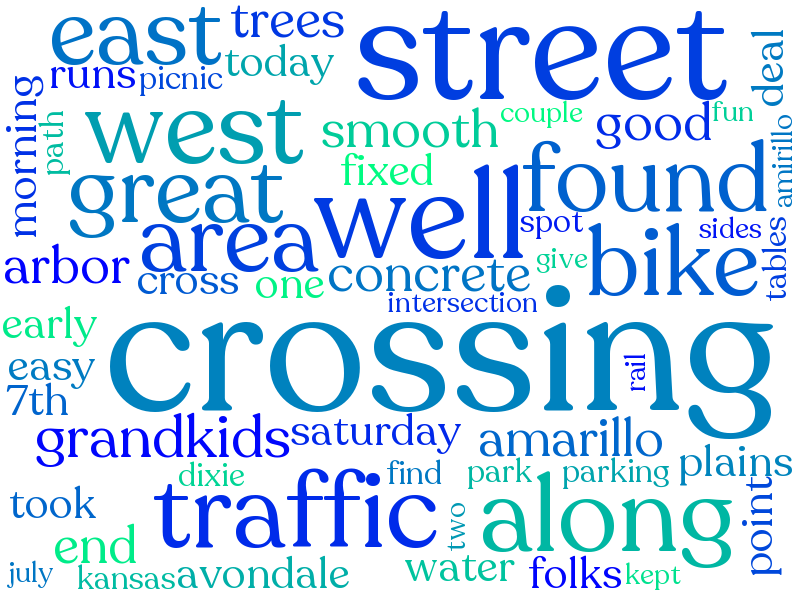 east
trees
street
deal
runs
picnic
today
morning
path
west
smooth
couple
good
fun
amirillo
fixed
great
found
area
well
spot
sides
tables
arbor
cross
one
concrete
give
bike
intersection
early
crossing
rail
easy
7th
grandkids
saturday
amarillo
plains
dixie
find
park
parking
took
traffic
two
along
point
end
july
kansas
avondale
water
folks
kept